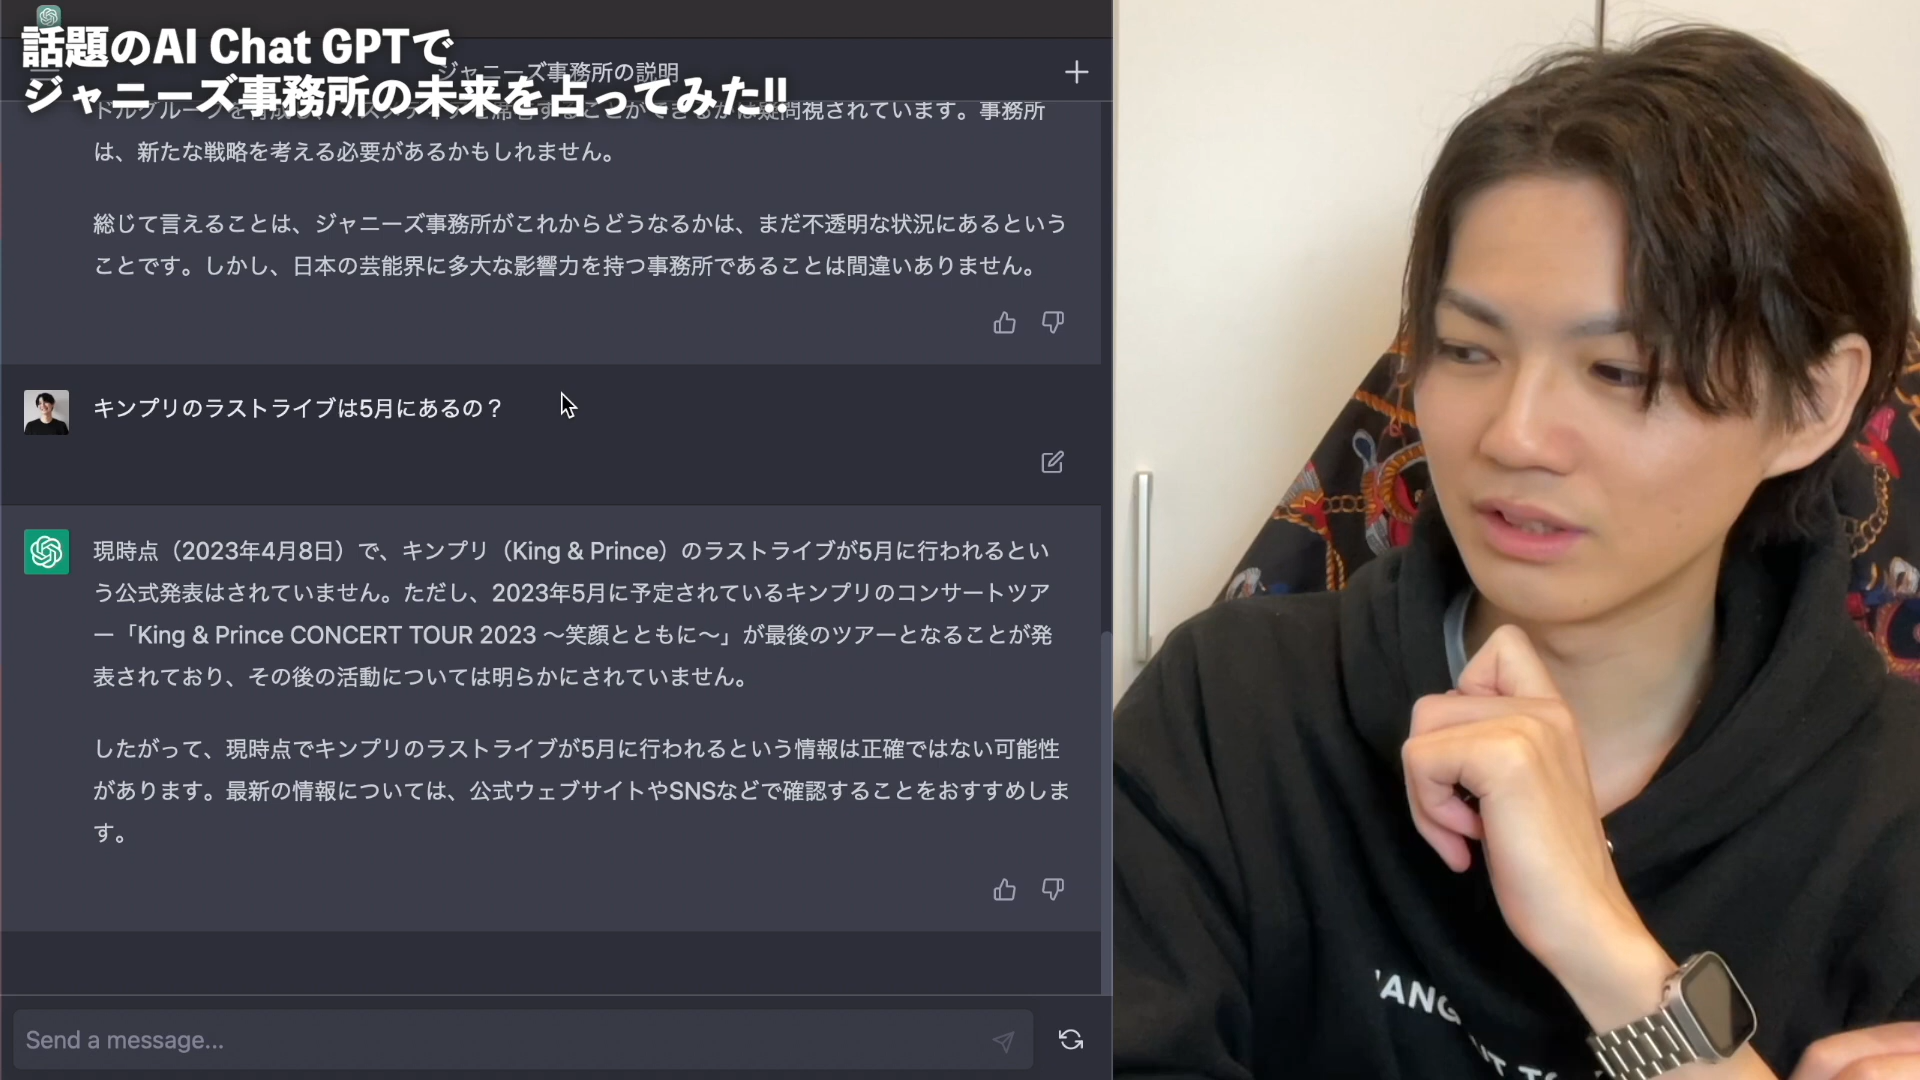 話題のAI Chat GPTで
ジャニーズ事務所の未来を占ってみた!!
ジャニーズ事務所の説明
疑問視されています。事務所
は、新たな戦略を考える必要があるかもしれません。
総じて言えることは、ジャニーズ事務所がこれからどうなるかは、まだ不透明な状況にあるという
ことです。しかし、日本の芸能界に多大な影響力を持つ事務所であることは間違いありません。
キンプリのラストライブは5月にあるの？
現時点（2023年4月8日）で、キンプリ（King & Prince）のラストライブが5月に行われるとい
う公式発表はされていません。ただし、2023年5月に予定されているキンプリのコンサートツア
ー「King & Prince CONCERT TOUR 2023 〜笑顔とともに〜」が最後のツアーとなることが発
表されており、その後の活動については明らかにされていません。
したがって、現時点でキンプリのラストライブが5月に行われるという情報は正確ではない可能性
があります。最新の情報については、公式ウェブサイトやSNSなどで確認することをおすすめしま
す。
Send a message...